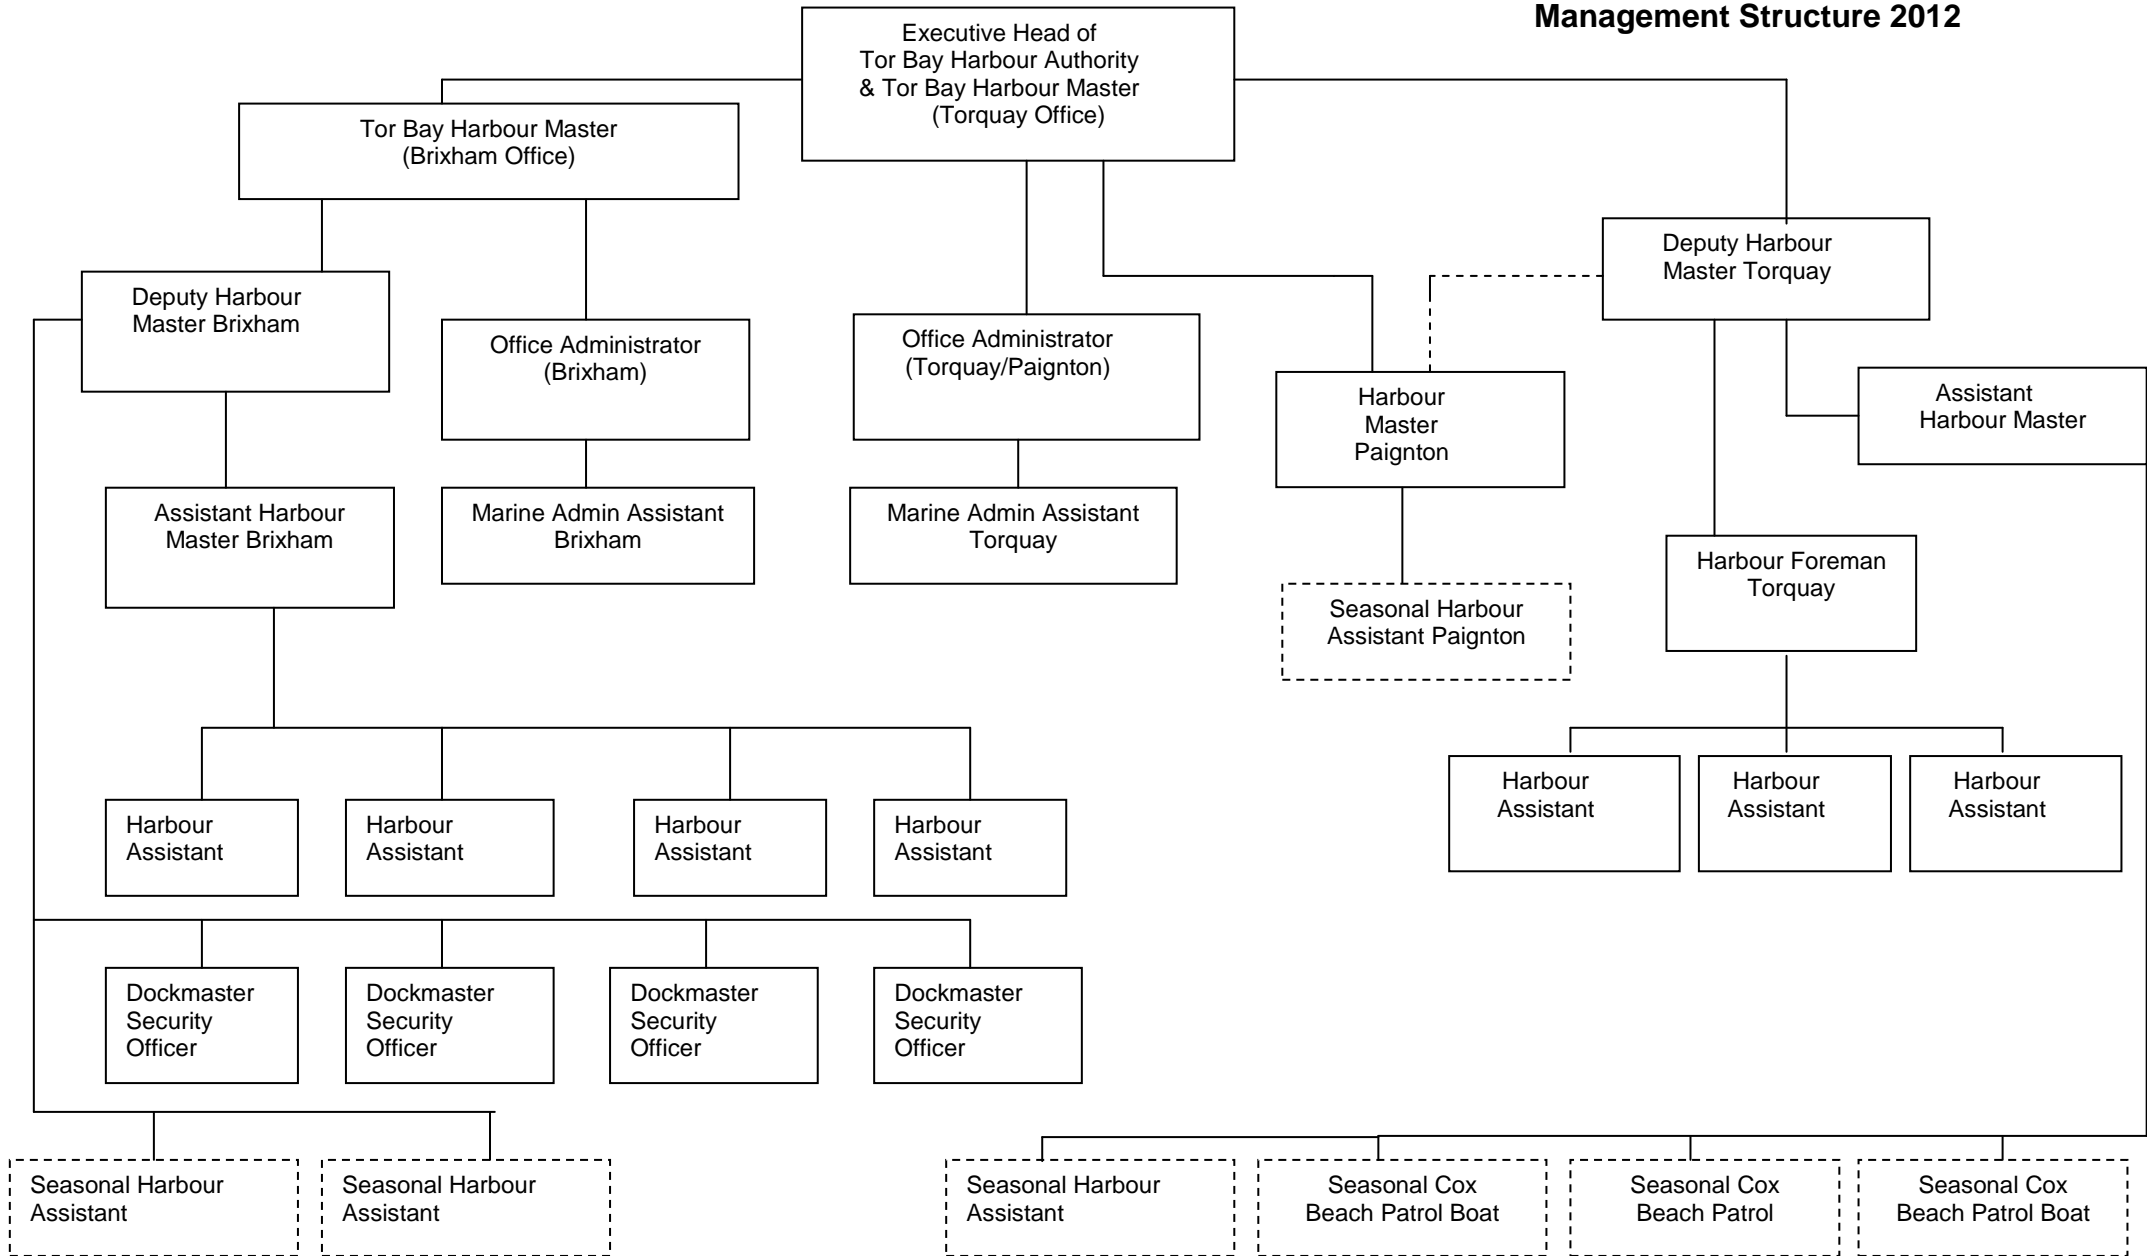 Management Structure 2012
Executive Head of
Tor Bay Harbour Authority
& Tor Bay Harbour Master
(Torquay Office)
Tor Bay Harbour Master
(Brixham Office)
Deputy Harbour
Master Torquay
Deputy Harbour
Master Brixham
Office Administrator
(Brixham)
Office Administrator
(Torquay/Paignton)
Harbour
Master
Paignton
Assistant
Harbour Master
Assistant Harbour
Master Brixham
Marine Admin Assistant
Brixham
Marine Admin Assistant
Torquay
Harbour Foreman
Torquay
Seasonal Harbour
Assistant Paignton
Harbour
Assistant
Harbour
Assistant
Harbour
Assistant
Harbour
Assistant
Harbour
Assistant
Harbour
Assistant
Harbour
Assistant
Dockmaster
Security
Officer
Dockmaster
Security
Officer
Dockmaster
Security
Officer
Dockmaster
Security
Officer
Seasonal Harbour
Assistant
Seasonal Harbour
Assistant
Seasonal Harbour
Assistant
Seasonal Cox
Beach Patrol Boat
Seasonal Cox
Beach Patrol
Seasonal Cox
Beach Patrol Boat